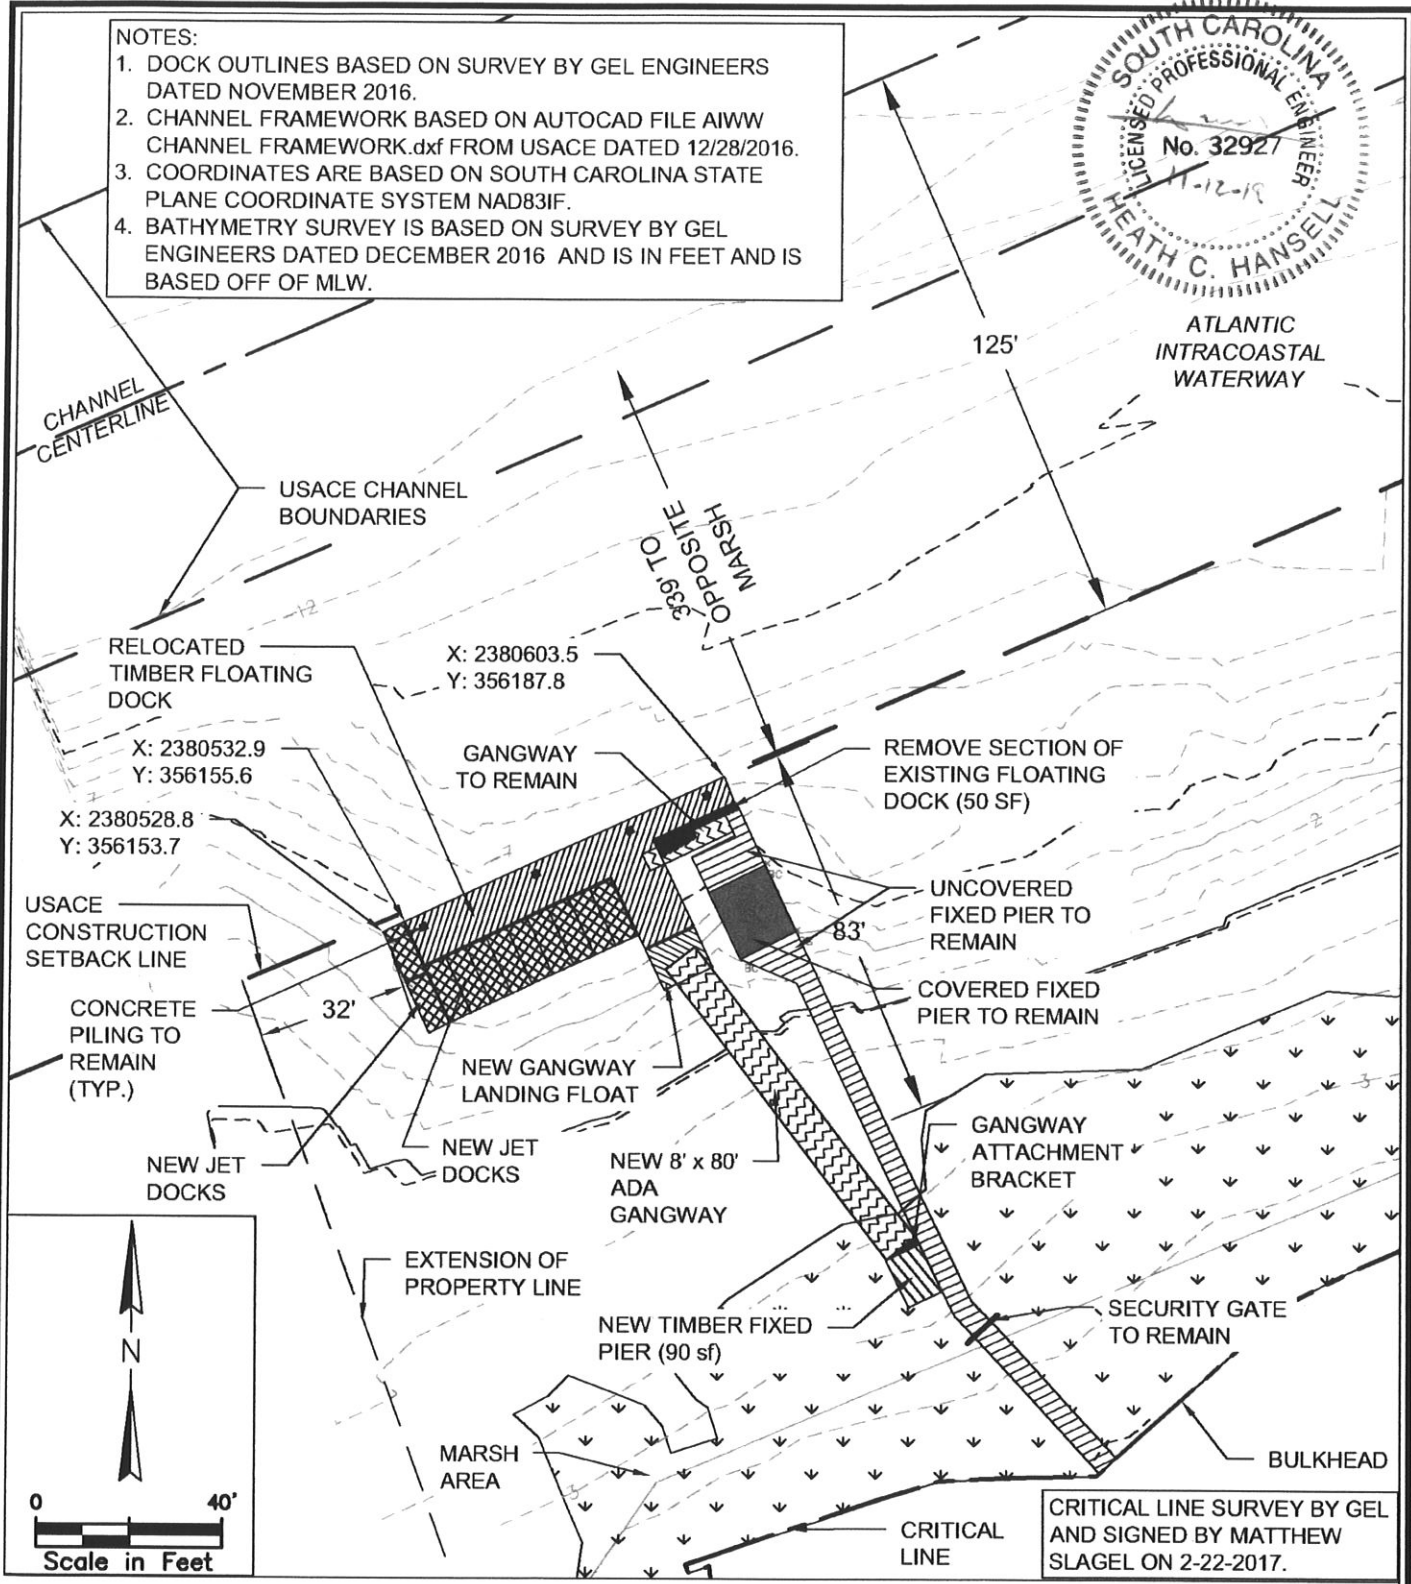 NOTES:
1. DOCK OUTLINES BASED ON SURVEY BY GEL ENGINEERS
DATED NOVEMBER 2016.
2. CHANNEL FRAMEWORK BASED ON AUTOCAD FILE AIWW
CHANNEL FRAMEWORK.dxf FROM USACE DATED 12/28/2016.
3. COORDINATES ARE BASED ON SOUTH CAROLINA STATE
PLANE COORDINATE SYSTEM NAD83IF.
4. BATHYMETRY SURVEY IS BASED ON SURVEY BY GEL
ENGINEERS DATED DECEMBER 2016 AND IS IN FEET AND IS
BASED OFF OF MLW.
SOUTH CAROLINA
LICENSED PROFESSIONAL ENGINEER
No. 32927
11-12-19
HEATH C. HANSELL
ATLANTIC
INTRACOASTAL
WATERWAY
125'
CHANNEL
CENTERLINE
USACE CHANNEL
BOUNDARIES
339' TO
OPPOSITE
MARSH
-12
RELOCATED
TIMBER FLOATING
DOCK
X: 2380603.5
Y: 356187.8
X: 2380532.9
Y: 356155.6
GANGWAY
TO REMAIN
REMOVE SECTION OF
EXISTING FLOATING
DOCK (50 SF)
X: 2380528.8
Y: 356153.7
-7
-2
USACE
CONSTRUCTION
SETBACK LINE
UNCOVERED
FIXED PIER TO
REMAIN
83'
32'
CONCRETE
PILING TO
REMAIN
(TYP.)
COVERED FIXED
PIER TO REMAIN
NEW GANGWAY
LANDING FLOAT
3
NEW JET
DOCKS
NEW JET
DOCKS
NEW 8' x 80'
ADA
GANGWAY
GANGWAY
ATTACHMENT
BRACKET
EXTENSION OF
PROPERTY LINE
NEW TIMBER FIXED
PIER (90 sf)
SECURITY GATE
TO REMAIN
N
MARSH
AREA
3
BULKHEAD
0 40'
Scale in Feet
CRITICAL
LINE
CRITICAL LINE SURVEY BY GEL
AND SIGNED BY MATTHEW
SLAGEL ON 2-22-2017.